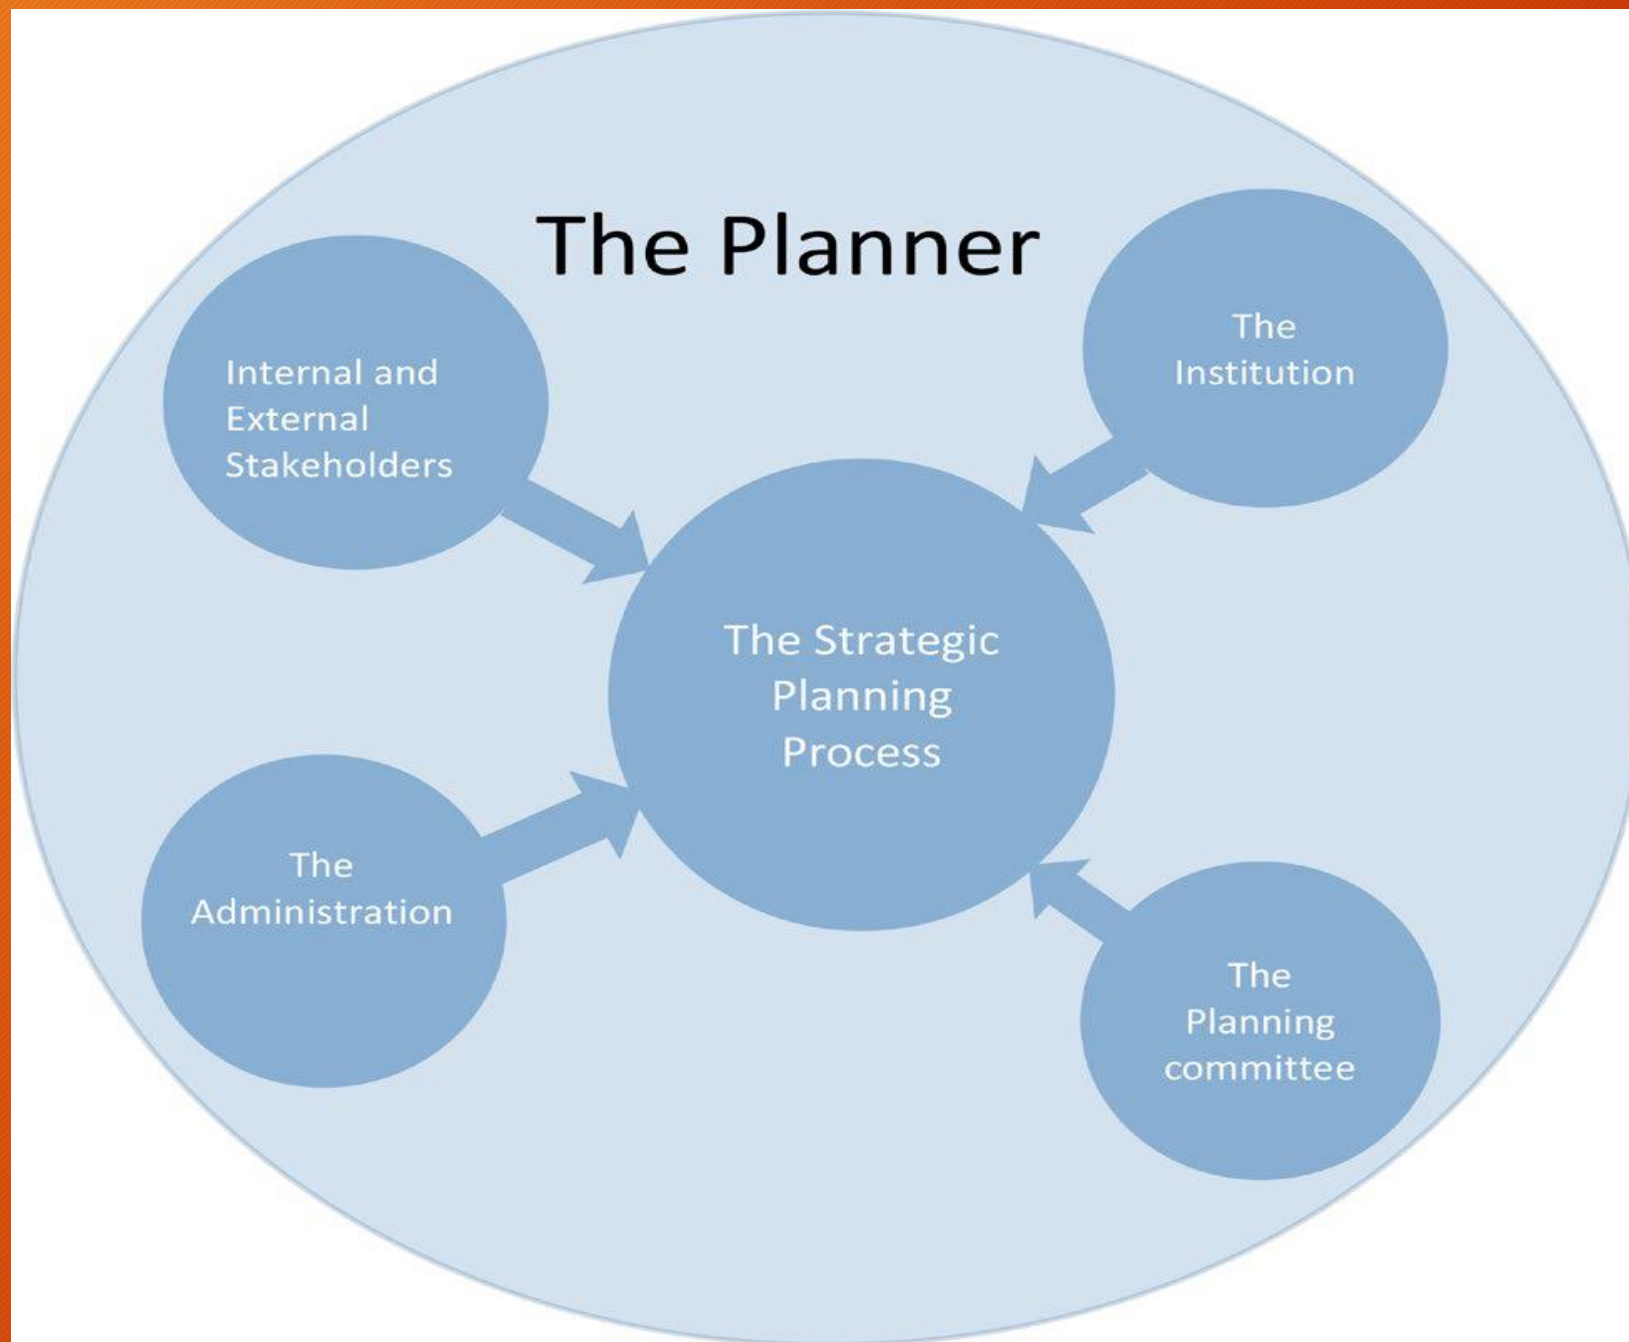 The Planner
Internal and
External
Stakeholders
The
Institution
The Strategic
Planning
Process
The
Administration
The
Planning
committee